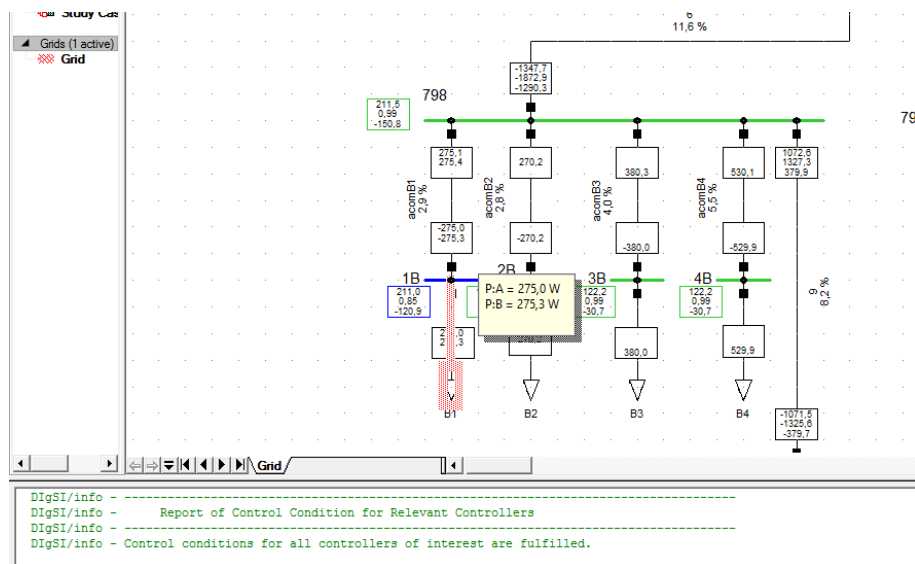 Study Cas
Grids (1 active)
Grid
6
11,6 %
-1347,7
-1872,9
-1290,3
798
79
211,5
0,99
-150,8
275,1
275,4
270,2
380,3
530,1
1072,6
1327,3
379,9
acomB1
2,9 %
acomB2
2,8 %
acomB3
4,0 %
acomB4
5,5 %
-275,0
-275,3
-270,2
-380,0
-529,9
1B
2B
3B
4B
211,0
0,85
-120,9
P:A = 275,0 W
P:B = 275,3 W
122,2
0,99
-30,7
122,2
0,99
-30,7
9
8,2 %
380,0
529,9
B1
B2
B3
B4
-1071,5
-1325,6
-379,7
Grid
DIgSI/info - --------------------------------------------------------------------------------
DIgSI/info -      Report of Control Condition for Relevant Controllers
DIgSI/info - --------------------------------------------------------------------------------
DIgSI/info - Control conditions for all controllers of interest are fulfilled.